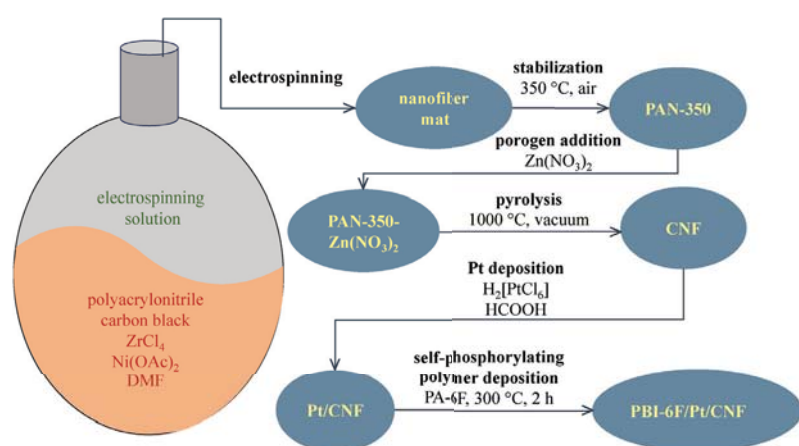 electrospinning
nanofiber
mat
stabilization
350 °C, air
PAN-350
porogen addition
Zn(NO₃)₂
electrospinning
solution
PAN-350-
Zn(NO₃)₂
pyrolysis
1000 °C, vacuum
CNF
polyacrylonitrile
carbon black
ZrCl₄
Ni(OAc)₂
DMF
Pt deposition
H₂[PtCl₆]
HCOOH
Pt/CNF
self-phosphorylating
polymer deposition
PA-6F, 300 °C, 2 h
PBI-6F/Pt/CNF